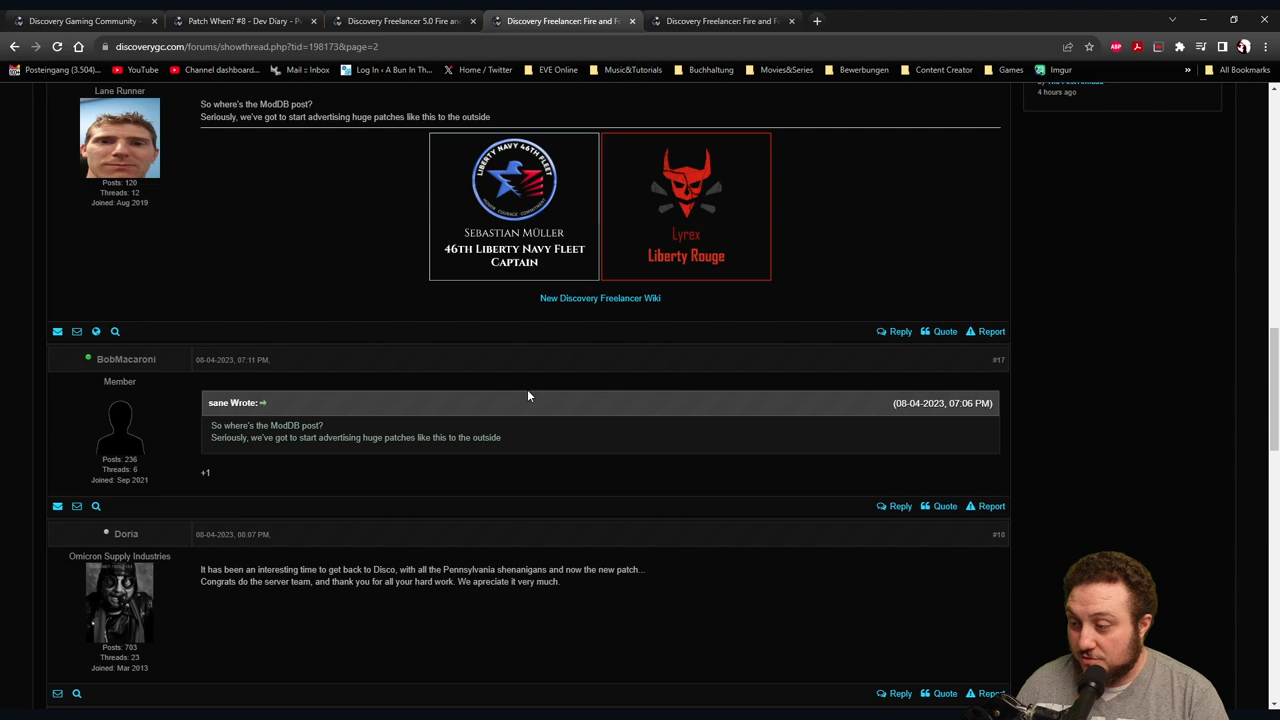 Discovery Gaming Community -
Patch When? #8 - Dev Diary - P
Discovery Freelancer 5.0 Fire and
Discovery Freelancer: Fire and F
Discovery Freelancer: Fire and F
discoverygc.com/forums/showthread.php?tid=198173&page=2
Posteingang (3.504)...
YouTube
Channel dashboard...
Mail :: Inbox
Log In ‹ A Bun In Th...
Home / Twitter
EVE Online
Music&Tutorials
Buchhaltung
Movies&Series
Bewerbungen
Content Creator
Games
Imgur
»
All Bookmarks
4 hours ago
Lane Runner
Posts: 120
Threads: 12
Joined: Aug 2019
So where's the ModDB post?
Seriously, we've got to start advertising huge patches like this to the outside
LIBERTY NAVY 46TH FLEET
HONOR COURAGE COMMITMENT
SEBASTIAN MÜLLER
46TH LIBERTY NAVY FLEET
CAPTAIN
Lyrex
Liberty Rouge
New Discovery Freelancer Wiki
Reply Quote Report
BobMacaroni
08-04-2023, 07:11 PM,
#17
Member
Posts: 236
Threads: 6
Joined: Sep 2021
sane Wrote:
(08-04-2023, 07:06 PM)
So where's the ModDB post?
Seriously, we've got to start advertising huge patches like this to the outside
+1
Reply Quote Report
Doria
08-04-2023, 08:07 PM,
#18
Omicron Supply Industries
Posts: 703
Threads: 23
Joined: Mar 2013
It has been an interesting time to get back to Disco, with all the Pennsylvania shenanigans and now the new patch...
Congrats do the server team, and thank you for all your hard work. We apreciate it very much.
Reply Quote Repo